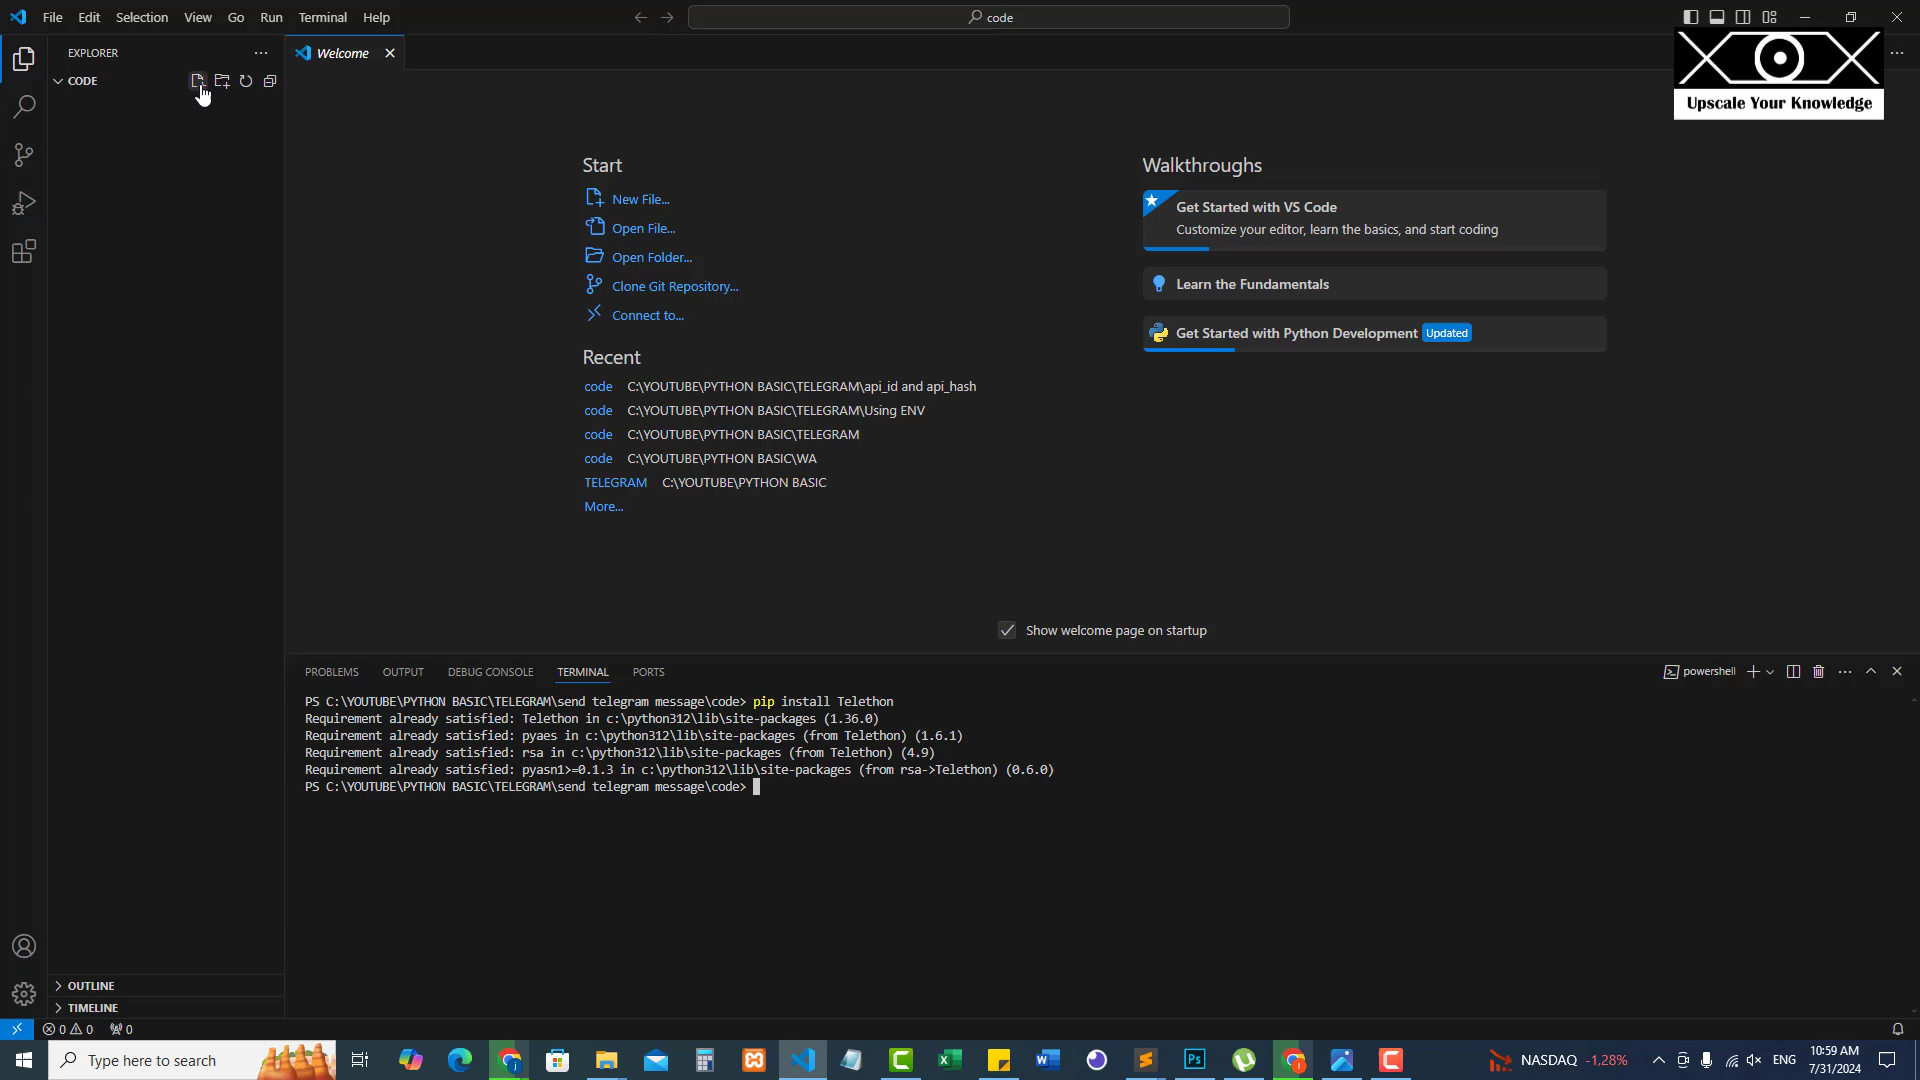 File Edit Selection View Go Run Terminal Help
code
EXPLORER
Welcome
CODE
Upscale Your Knowledge
Start
New File...
Open File...
Open Folder...
Clone Git Repository...
Connect to...
Recent
code C:\YOUTUBE\PYTHON BASIC\TELEGRAM\api_id and api_hash
code C:\YOUTUBE\PYTHON BASIC\TELEGRAM\Using ENV
code C:\YOUTUBE\PYTHON BASIC\TELEGRAM
code C:\YOUTUBE\PYTHON BASIC\WA
TELEGRAM C:\YOUTUBE\PYTHON BASIC
More...
Walkthroughs
Get Started with VS Code
Customize your editor, learn the basics, and start coding
Learn the Fundamentals
Get Started with Python Development Updated
Show welcome page on startup
PROBLEMS OUTPUT DEBUG CONSOLE TERMINAL PORTS
powershell
PS C:\YOUTUBE\PYTHON BASIC\TELEGRAM\send telegram message\code> pip install Telethon
Requirement already satisfied: Telethon in c:\python312\lib\site-packages (1.36.0)
Requirement already satisfied: pyaes in c:\python312\lib\site-packages (from Telethon) (1.6.1)
Requirement already satisfied: rsa in c:\python312\lib\site-packages (from Telethon) (4.9)
Requirement already satisfied: pyasn1>=0.1.3 in c:\python312\lib\site-packages (from rsa->Telethon) (0.6.0)
PS C:\YOUTUBE\PYTHON BASIC\TELEGRAM\send telegram message\code>
OUTLINE
TIMELINE
0 0 0
Type here to search
NASDAQ -1,28%
ENG
10:59 AM
7/31/2024